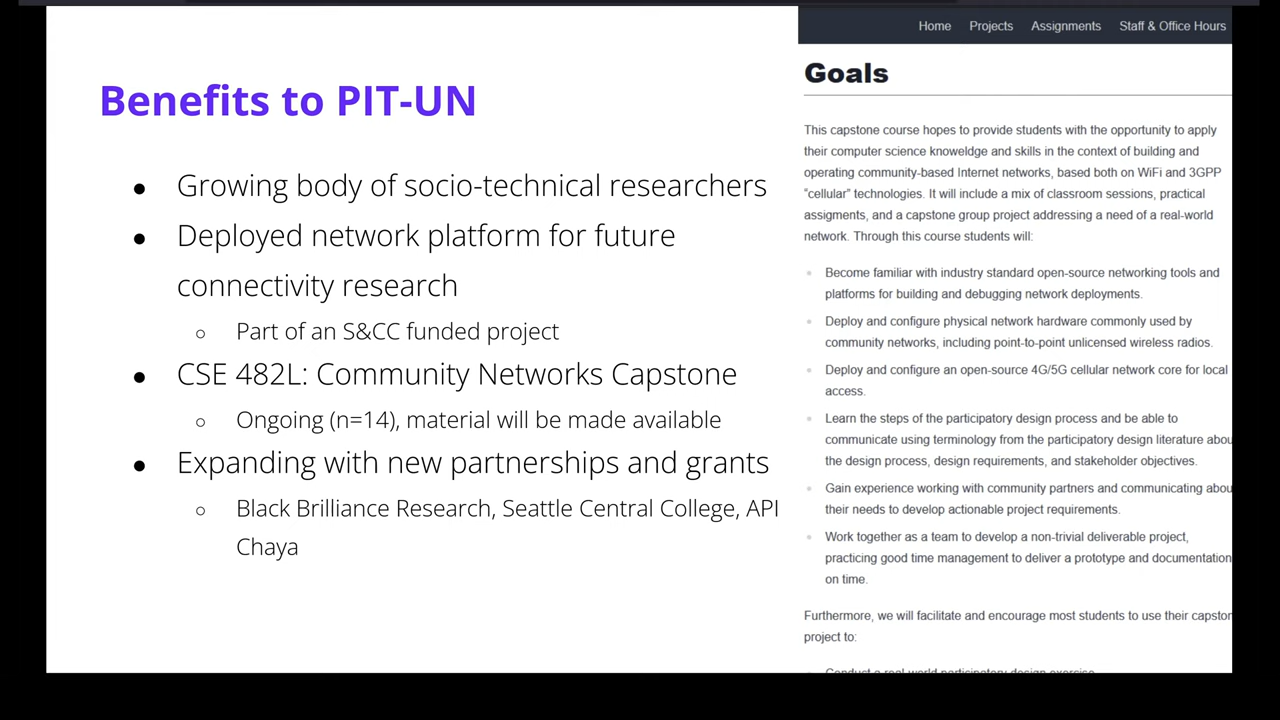 Benefits to PIT-UN
● Growing body of socio-technical researchers
● Deployed network platform for future
connectivity research
○ Part of an S&CC funded project
● CSE 482L: Community Networks Capstone
○ Ongoing (n=14), material will be made available
● Expanding with new partnerships and grants
○ Black Brilliance Research, Seattle Central College, API
Chaya
Home Projects Assignments Staff & Office Hours
Goals
This capstone course hopes to provide students with the opportunity to apply
their computer science knoweldge and skills in the context of building and
operating community-based Internet networks, based both on WiFi and 3GPP
“cellular” technologies. It will include a mix of classroom sessions, practical
assigments, and a capstone group project addressing a need of a real-world
network. Through this course students will:
Become familiar with industry standard open-source networking tools and
platforms for building and debugging network deployments.
Deploy and configure physical network hardware commonly used by
community networks, including point-to-point unlicensed wireless radios.
Deploy and configure an open-source 4G/5G cellular network core for local
access.
Learn the steps of the participatory design process and be able to
communicate using terminology from the participatory design literature abou
the design process, design requirements, and stakeholder objectives.
Gain experience working with community partners and communicating abou
their needs to develop actionable project requirements.
Work together as a team to develop a non-trivial deliverable project,
practicing good time management to deliver a prototype and documentation
on time.
Furthermore, we will facilitate and encourage most students to use their capston
project to:
Conduct a real world participatory design exercise